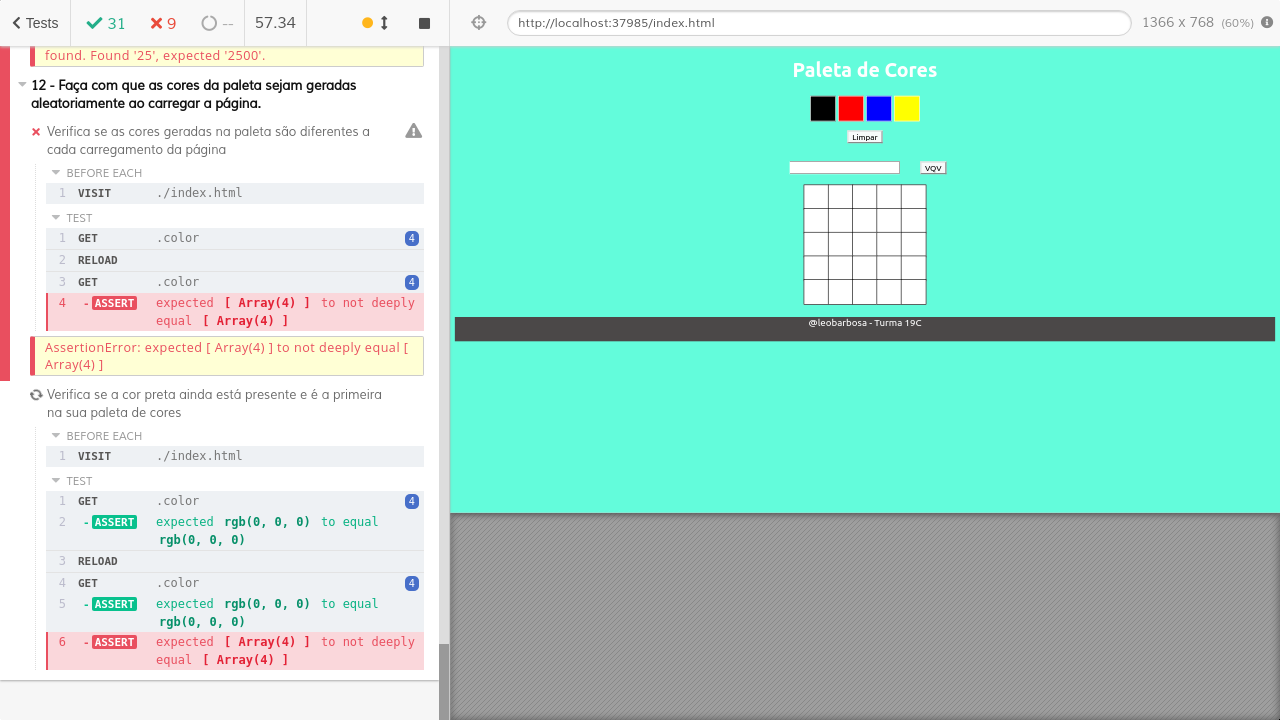 Tests
31
9
--
57.34
http://localhost:37985/index.html
1366 x 768 (60%)
found. Found '25', expected '2500'.
12 - Faça com que as cores da paleta sejam geradas
aleatoriamente ao carregar a página.
Verifica se as cores geradas na paleta são diferentes a
cada carregamento da página
BEFORE EACH
1 VISIT ./index.html
TEST
1 GET .color 4
2 RELOAD
3 GET .color 4
4 -ASSERT expected [ Array(4) ] to not deeply
equal [ Array(4) ]
AssertionError: expected [ Array(4) ] to not deeply equal [
Array(4) ]
Verifica se a cor preta ainda está presente e é a primeira
na sua paleta de cores
BEFORE EACH
1 VISIT ./index.html
TEST
1 GET .color 4
2 -ASSERT expected rgb(0, 0, 0) to equal
rgb(0, 0, 0)
3 RELOAD
4 GET .color 4
5 -ASSERT expected rgb(0, 0, 0) to equal
rgb(0, 0, 0)
6 -ASSERT expected [ Array(4) ] to not deeply
equal [ Array(4) ]
Paleta de Cores
Limpar
VQV
@leobarbosa - Turma 19C